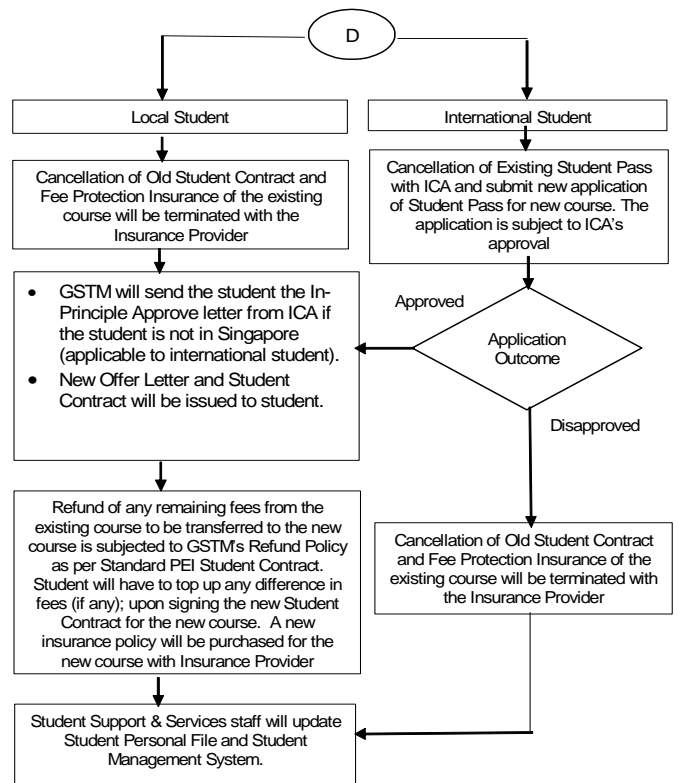 D
Local Student
International Student
Cancellation of Old Student Contract and
Fee Protection Insurance of the existing
course will be terminated with the
Insurance Provider
Cancellation of Existing Student Pass
with ICA and submit new application
of Student Pass for new course. The
application is subject to ICA's
approval
• GSTM will send the student the In-
Principle Approve letter from ICA if
the student is not in Singapore
(applicable to international student).
• New Offer Letter and Student
Contract will be issued to student.
Approved
Application
Outcome
Disapproved
Refund of any remaining fees from the
existing course to be transferred to the new
course is subjected to GSTM's Refund Policy
as per Standard PEI Student Contract.
Student will have to top up any difference in
fees (if any); upon signing the new Student
Contract for the new course. A new
insurance policy will be purchased for the
new course with Insurance Provider
Cancellation of Old Student Contract
and Fee Protection Insurance of the
existing course will be terminated with
the Insurance Provider
Student Support & Services staff will update
Student Personal File and Student
Management System.